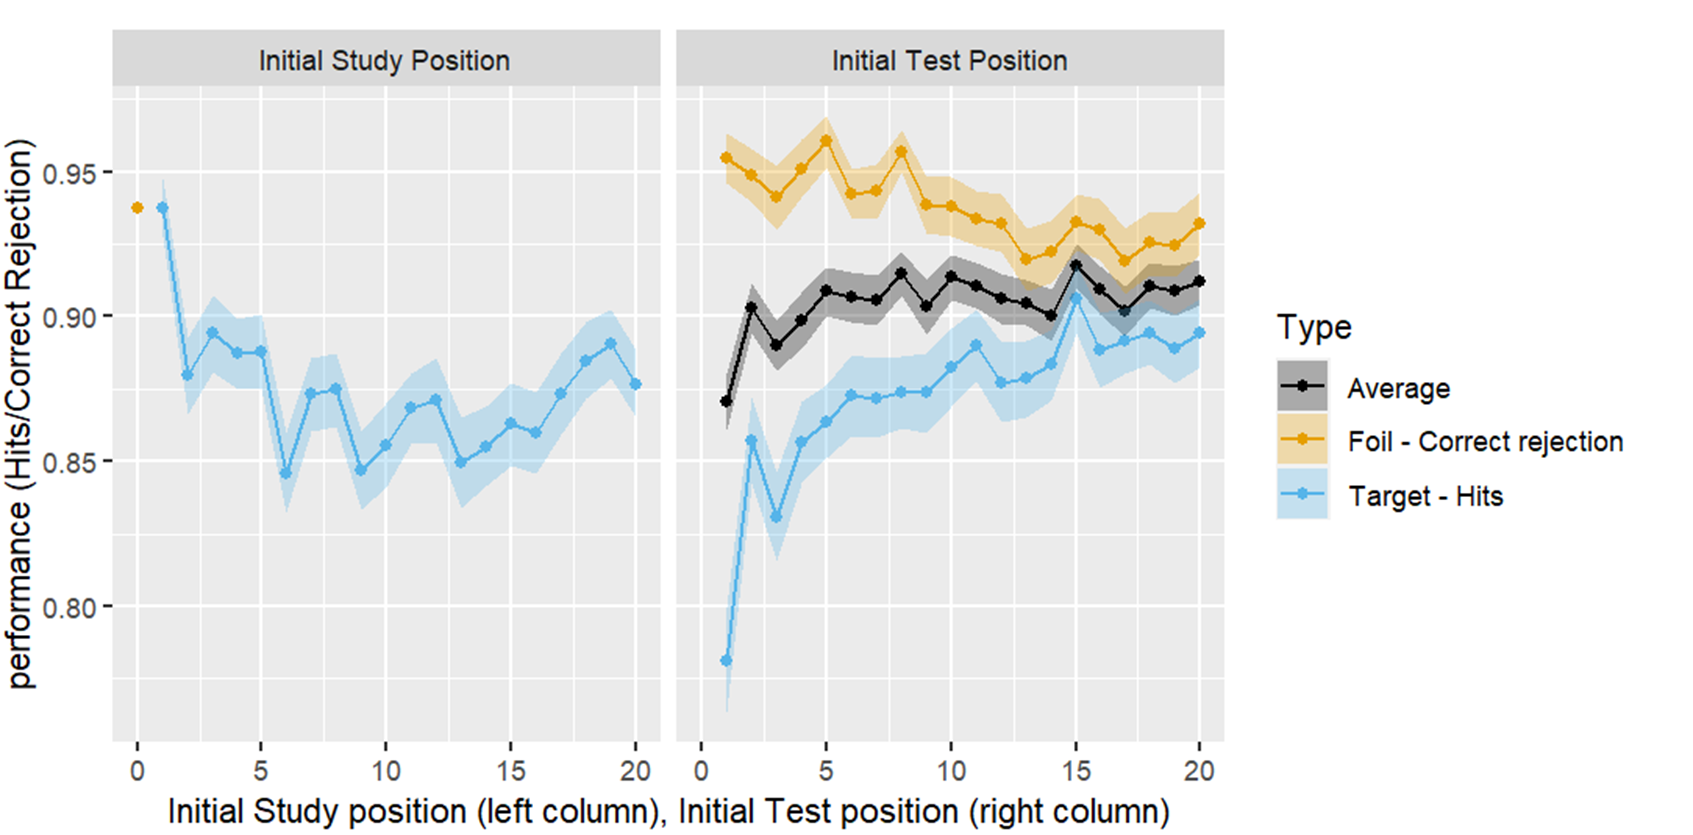 Initial Study Position
Initial Test Position
performance (Hits/Correct Rejection)
0.95
0.90
0.85
0.80
0 5 10 15 20
0 5 10 15 20
Initial Study position (left column), Initial Test position (right column)
Type
Average
Foil - Correct rejection
Target - Hits